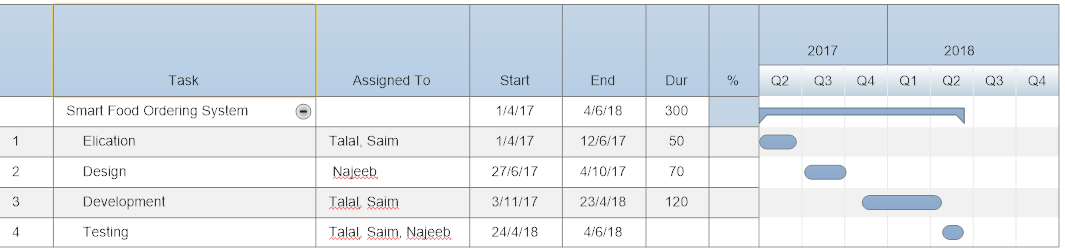 2017 2018
Task Assigned To Start End Dur % Q2 Q3 Q4 Q1 Q2 Q3 Q4
Smart Food Ordering System 1/4/17 4/6/18 300
1 Elication Talal, Saim 1/4/17 12/6/17 50
2 Design Najeeb 27/6/17 4/10/17 70
3 Development Talal, Saim 3/11/17 23/4/18 120
4 Testing Talal, Saim, Najeeb 24/4/18 4/6/18